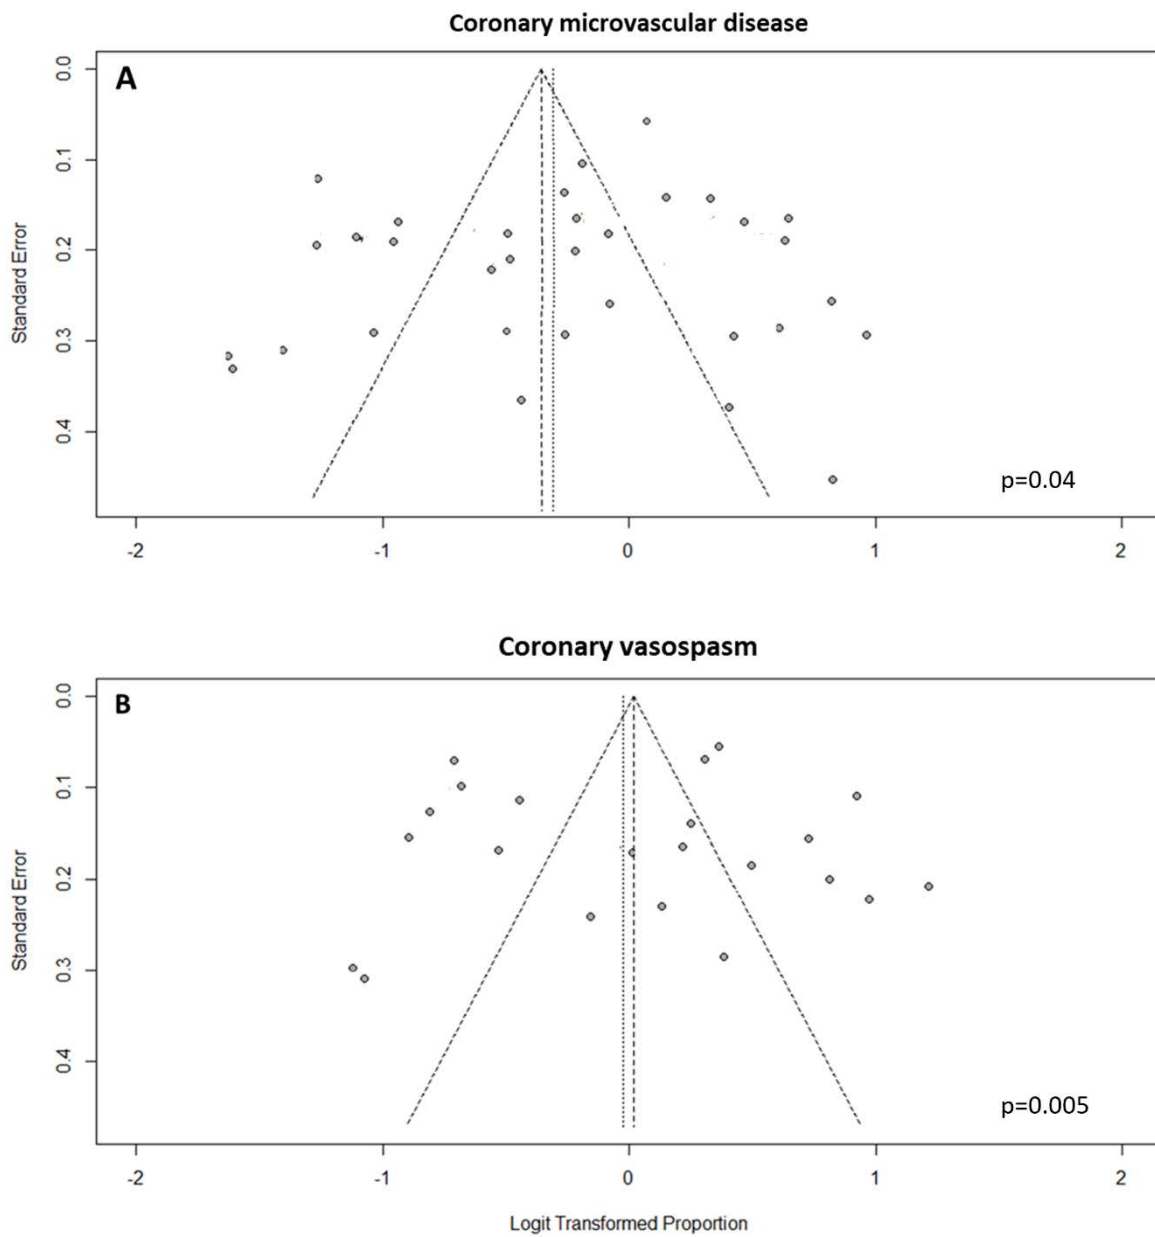 Coronary microvascular disease
A
0.0
0.1
0.2
0.3
0.4
Standard Error
p=0.04
-2 -1 0 1 2
Coronary vasospasm
B
0.0
0.1
0.2
0.3
0.4
Standard Error
p=0.005
-2 -1 0 1 2
Logit Transformed Proportion